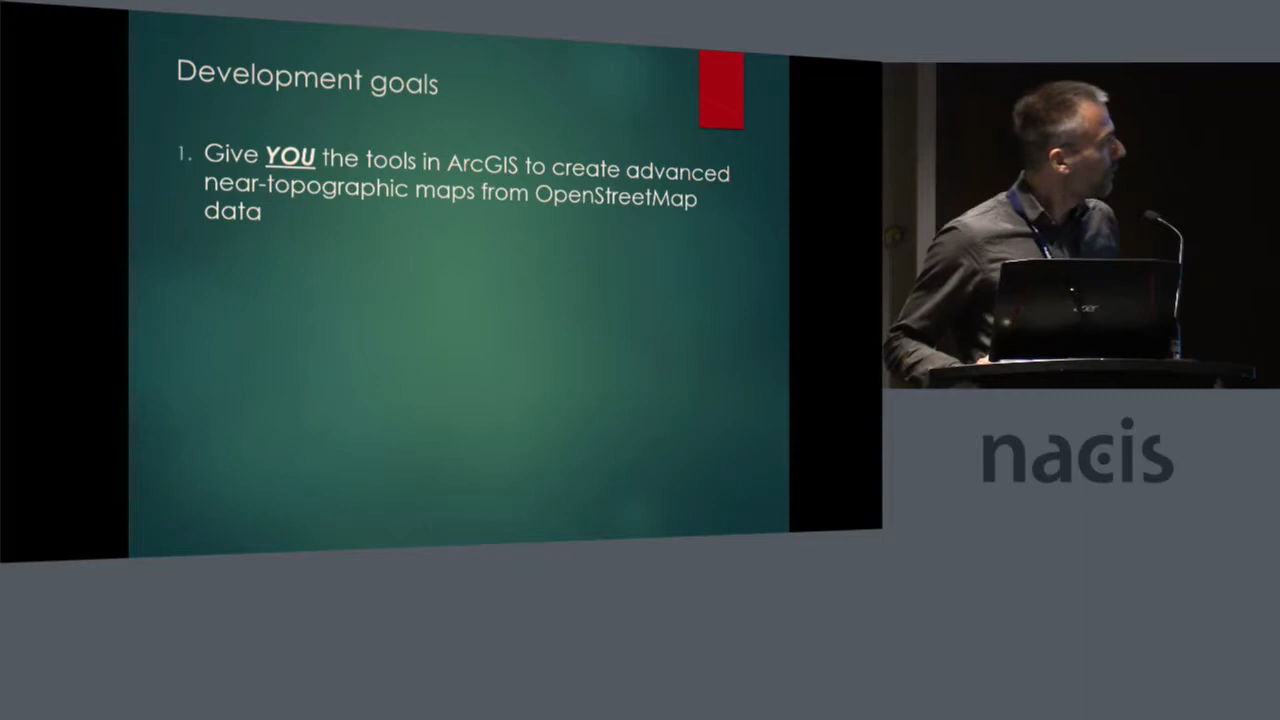 Development goals
1. Give YOU the tools in ArcGIS to create advanced
near-topographic maps from OpenStreetMap
data
acer
nacis